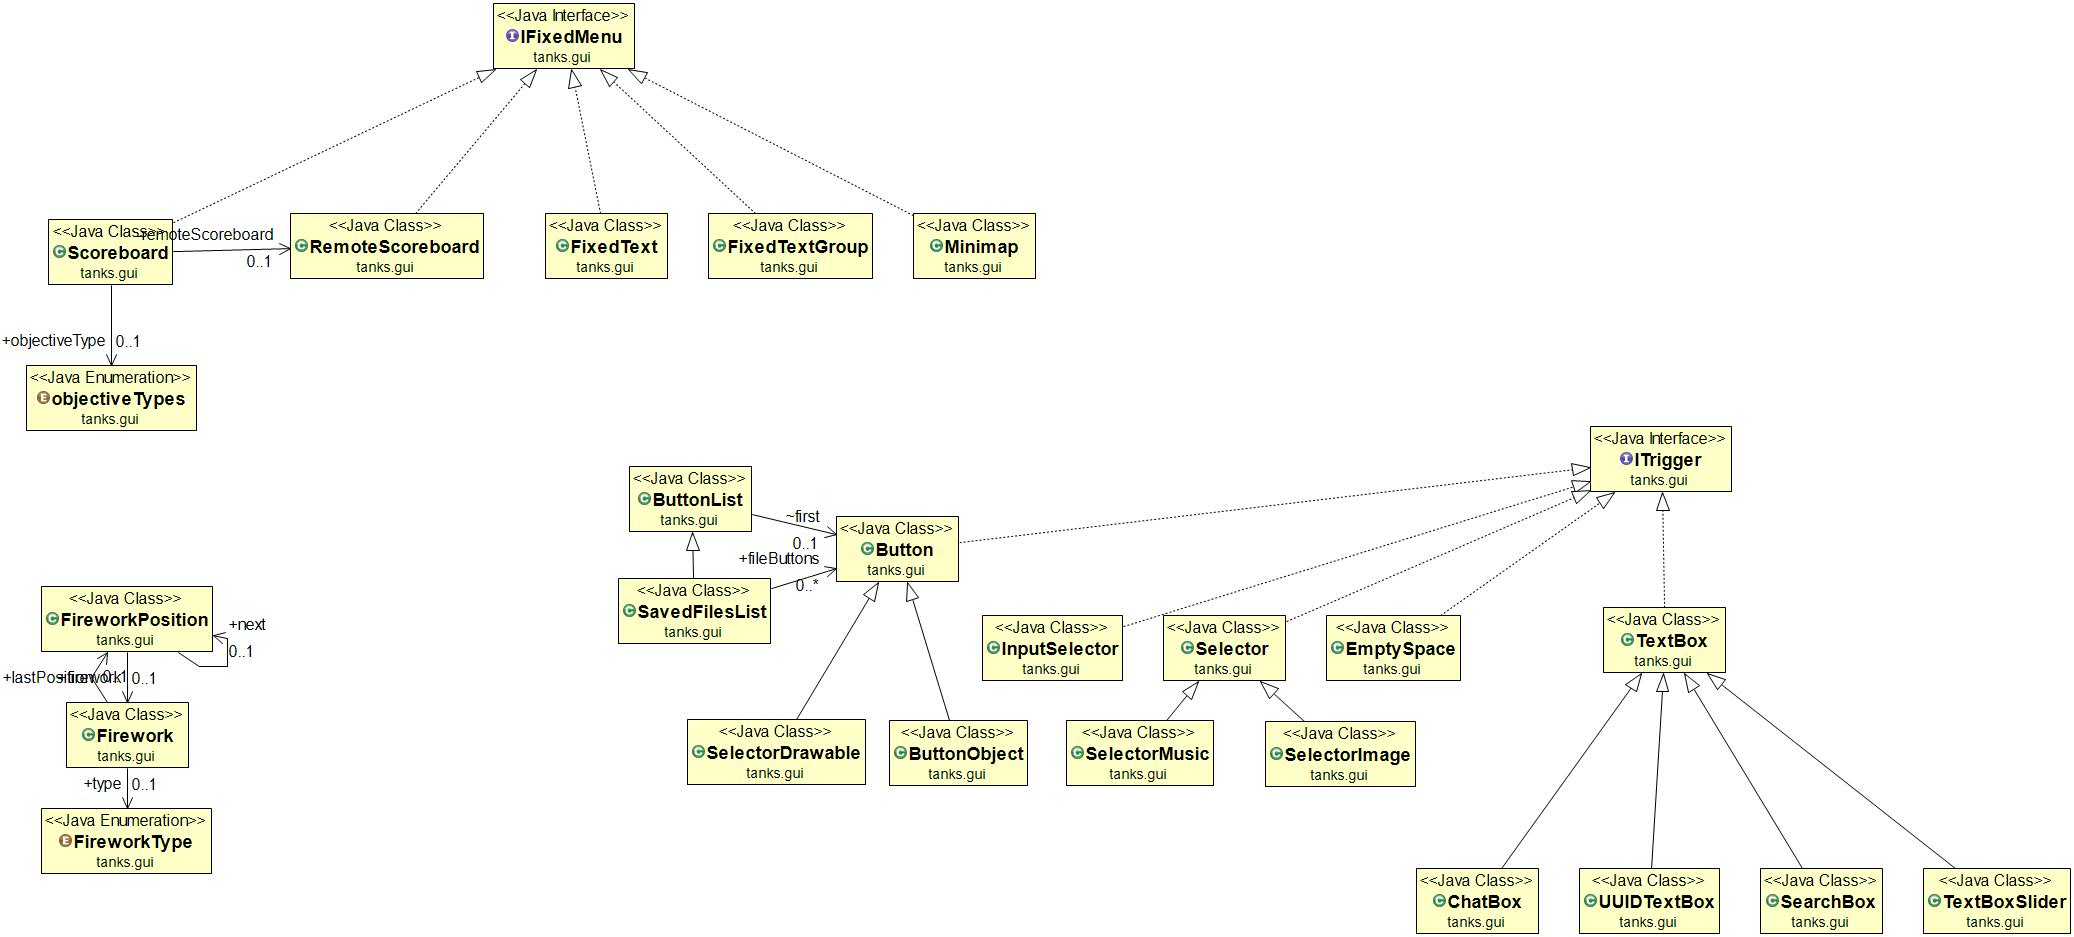 <<Java Interface>>
IFixedMenu
tanks.gui
<<Java Class>>
Scoreboard
tanks.gui
-remoteScoreboard
0..1
<<Java Class>>
RemoteScoreboard
tanks.gui
<<Java Class>>
FixedText
tanks.gui
<<Java Class>>
FixedTextGroup
tanks.gui
<<Java Class>>
Minimap
tanks.gui
+objectiveType
0..1
<<Java Enumeration>>
objectiveTypes
tanks.gui
<<Java Interface>>
ITrigger
tanks.gui
<<Java Class>>
ButtonList
tanks.gui
~first
0..1
<<Java Class>>
Button
tanks.gui
+fileButtons
0..*
<<Java Class>>
SavedFilesList
tanks.gui
<<Java Class>>
FireworkPosition
tanks.gui
+next
0..1
+lastPosition
0..1
+firework
0..1
<<Java Class>>
Firework
tanks.gui
+type
0..1
<<Java Enumeration>>
FireworkType
tanks.gui
<<Java Class>>
InputSelector
tanks.gui
<<Java Class>>
Selector
tanks.gui
<<Java Class>>
EmptySpace
tanks.gui
<<Java Class>>
TextBox
tanks.gui
<<Java Class>>
SelectorDrawable
tanks.gui
<<Java Class>>
ButtonObject
tanks.gui
<<Java Class>>
SelectorMusic
tanks.gui
<<Java Class>>
SelectorImage
tanks.gui
<<Java Class>>
ChatBox
tanks.gui
<<Java Class>>
UUIDTextBox
tanks.gui
<<Java Class>>
SearchBox
tanks.gui
<<Java Class>>
TextBoxSlider
tanks.gui